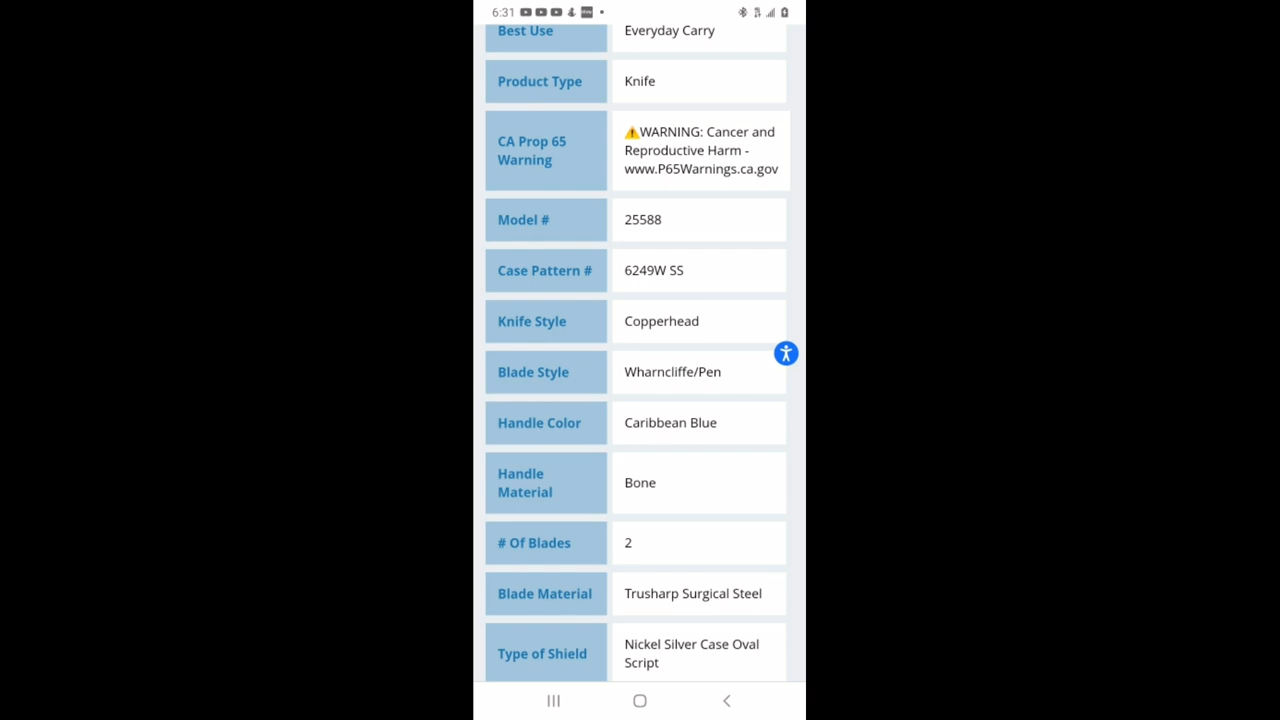 6:31
Best Use
Everyday Carry
Product Type
Knife
CA Prop 65
Warning
⚠️WARNING: Cancer and
Reproductive Harm -
www.P65Warnings.ca.gov
Model #
25588
Case Pattern #
6249W SS
Knife Style
Copperhead
Blade Style
Wharncliffe/Pen
Handle Color
Caribbean Blue
Handle
Material
Bone
# Of Blades
2
Blade Material
Trusharp Surgical Steel
Type of Shield
Nickel Silver Case Oval
Script